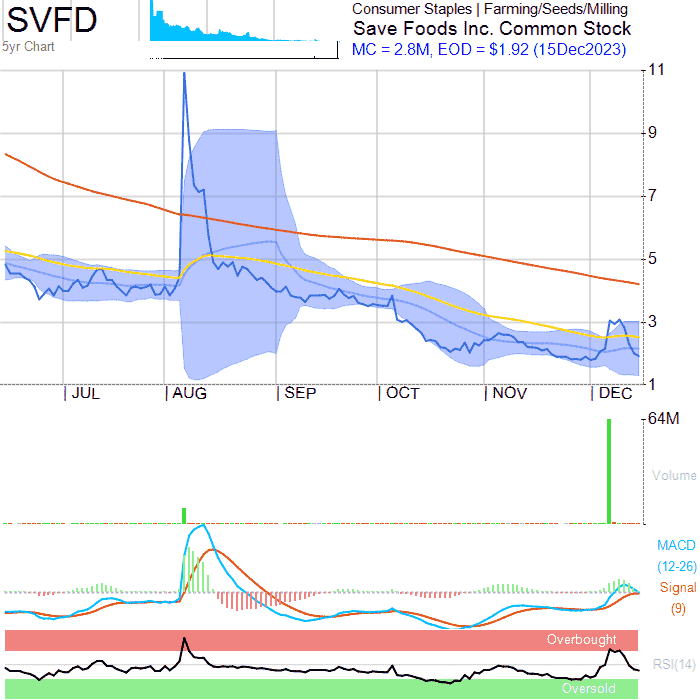 SVFD
5yr Chart
Consumer Staples | Farming/Seeds/Milling
Save Foods Inc. Common Stock
MC = 2.8M, EOD = $1.92 (15Dec2023)
11
9
7
5
3
1
| JUL | AUG | SEP | OCT | NOV | DEC
64M
Volume
MACD
(12-26)
Signal
(9)
Overbought
RSI(14)
Oversold